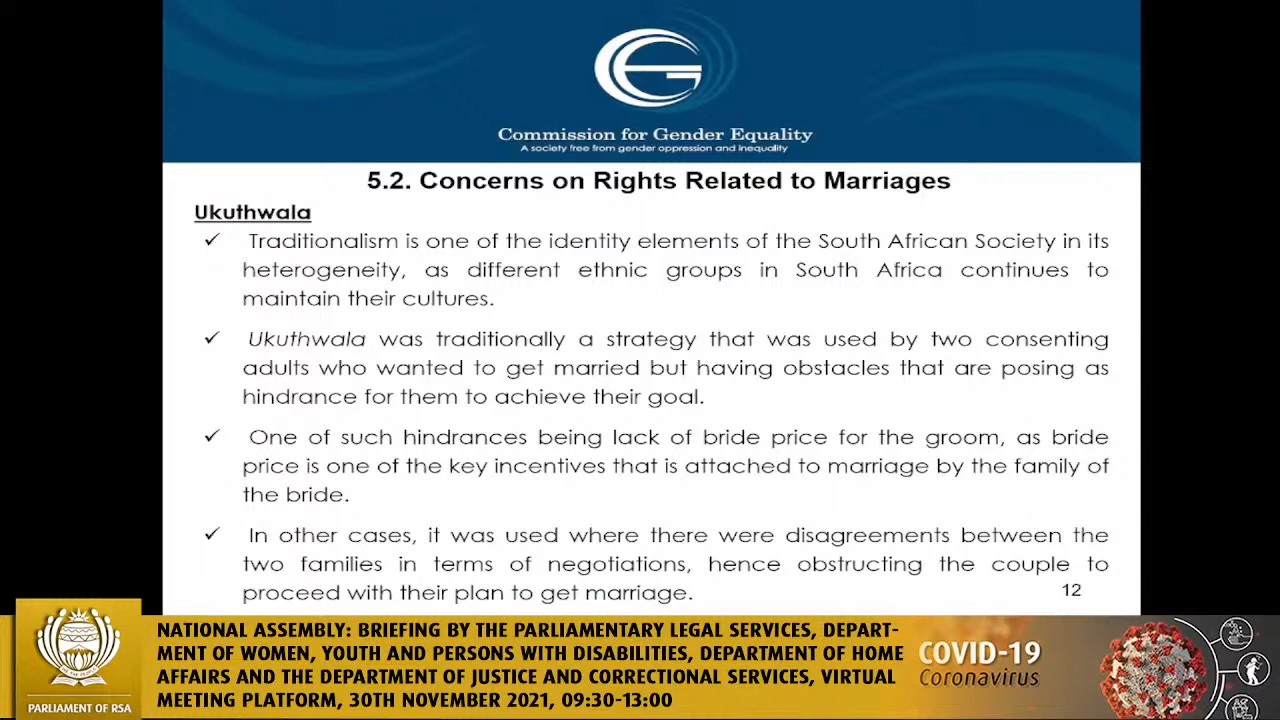 Commission for Gender Equality
A society free from gender oppression and inequality
5.2. Concerns on Rights Related to Marriages
Ukuthwala
✓ Traditionalism is one of the identity elements of the South African Society in its
heterogeneity, as different ethnic groups in South Africa continues to
maintain their cultures.
✓ Ukuthwala was traditionally a strategy that was used by two consenting
adults who wanted to get married but having obstacles that are posing as
hindrance for them to achieve their goal.
✓ One of such hindrances being lack of bride price for the groom, as bride
price is one of the key incentives that is attached to marriage by the family of
the bride.
✓ In other cases, it was used where there were disagreements between the
two families in terms of negotiations, hence obstructing the couple to
proceed with their plan to get marriage.
12
PARLIAMENT OF RSA
NATIONAL ASSEMBLY: BRIEFING BY THE PARLIAMENTARY LEGAL SERVICES, DEPART-
MENT OF WOMEN, YOUTH AND PERSONS WITH DISABILITIES, DEPARTMENT OF HOME
AFFAIRS AND THE DEPARTMENT OF JUSTICE AND CORRECTIONAL SERVICES, VIRTUAL
MEETING PLATFORM, 30TH NOVEMBER 2021, 09:30-13:00
COVID-19
Coronavirus